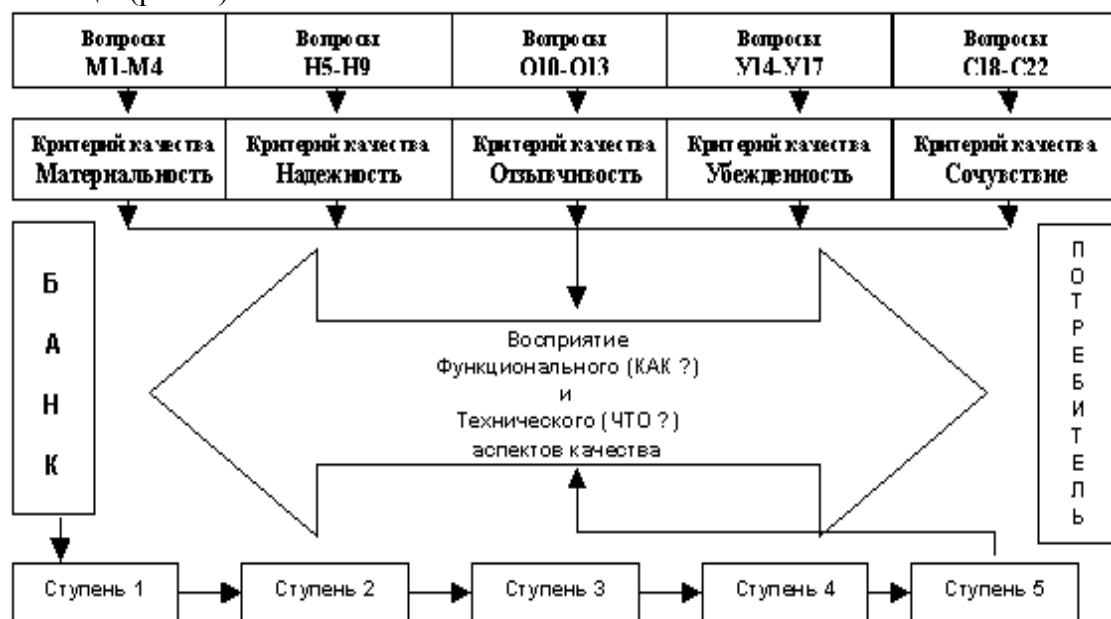 Вопросы
М1-М4
Вопросы
Н5-Н9
Вопросы
О10-О13
Вопросы
У14-У17
Вопросы
С18-С22
Критерий качества
Материальность
Критерий качества
Надежность
Критерий качества
Отзывчивость
Критерий качества
Убежденность
Критерий качества
Сочувствие
БАНК
Восприятие
Функционального (КАК ?)
и
Технического (ЧТО ?)
аспектов качества
ПОТРЕБИТЕЛЬ
Ступень 1
Ступень 2
Ступень 3
Ступень 4
Ступень 5